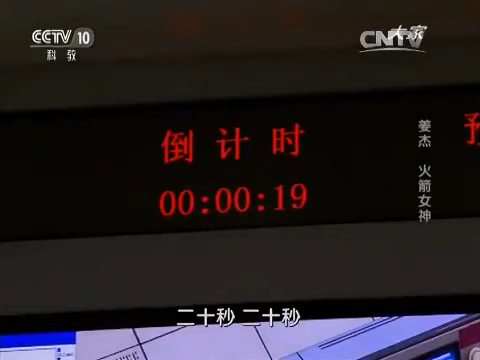 CCTV 10
科教
CNTV
大家
倒计时
00:00:19
预
姜杰 火箭女神
二十秒 二十秒